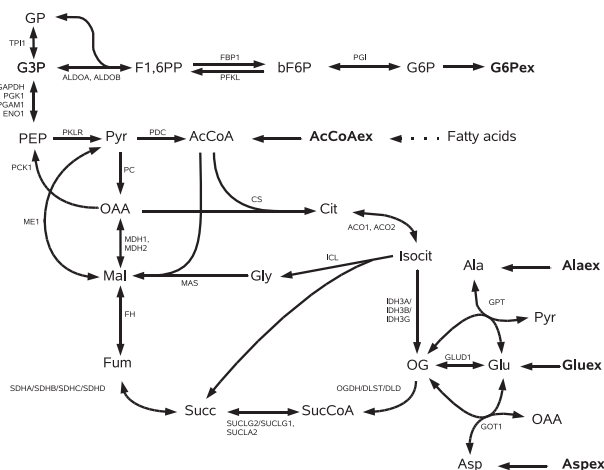 GP
TPI1
G3P
ALDOA, ALDOB
F1,6PP
FBP1
PFKL
bF6P
PGI
G6P
G6Pex
GAPDH
PGK1
PGAM1
ENO1
PEP
PKLR
Pyr
PDC
AcCoA
AcCoAex
Fatty acids
PCK1
PC
ME1
OAA
CS
Cit
ACO1, ACO2
MDH1,
MDH2
Mal
MAS
Gly
ICL
Isocit
Ala
Alaex
GPT
Pyr
IDH3A/
IDH3B/
IDH3G
FH
Fum
OG
GLUD1
Glu
Gluex
SDHA/SDHB/SDHC/SDHD
OGDH/DLST/DLD
Succ
SUCLG2/SUCLG1,
SUCLA2
SucCoA
GOT1
OAA
Asp
Aspex